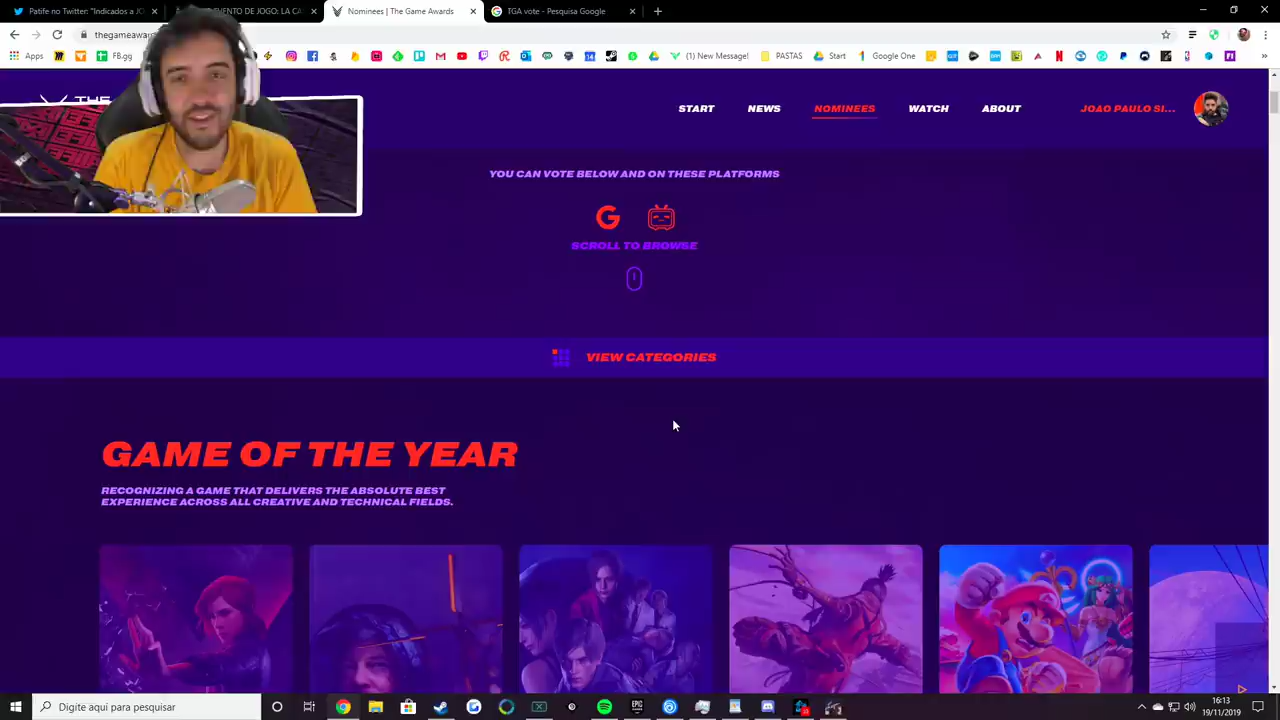 Patife no Twitter: "Indicados a JO
EVENTO DE JOGO: LA CA
Nominees | The Game Awards
TGA vote - Pesquisa Google
thegameawar
Apps
FB.gg
14
(1) New Message!
PASTAS
Start
Google One
THE
START
NEWS
NOMINEES
WATCH
ABOUT
JOAO PAULO SI...
YOU CAN VOTE BELOW AND ON THESE PLATFORMS
SCROLL TO BROWSE
VIEW CATEGORIES
GAME OF THE YEAR
RECOGNIZING A GAME THAT DELIVERS THE ABSOLUTE BEST
EXPERIENCE ACROSS ALL CREATIVE AND TECHNICAL FIELDS.
Digite aqui para pesquisar
EPIC
16:13
19/11/2019